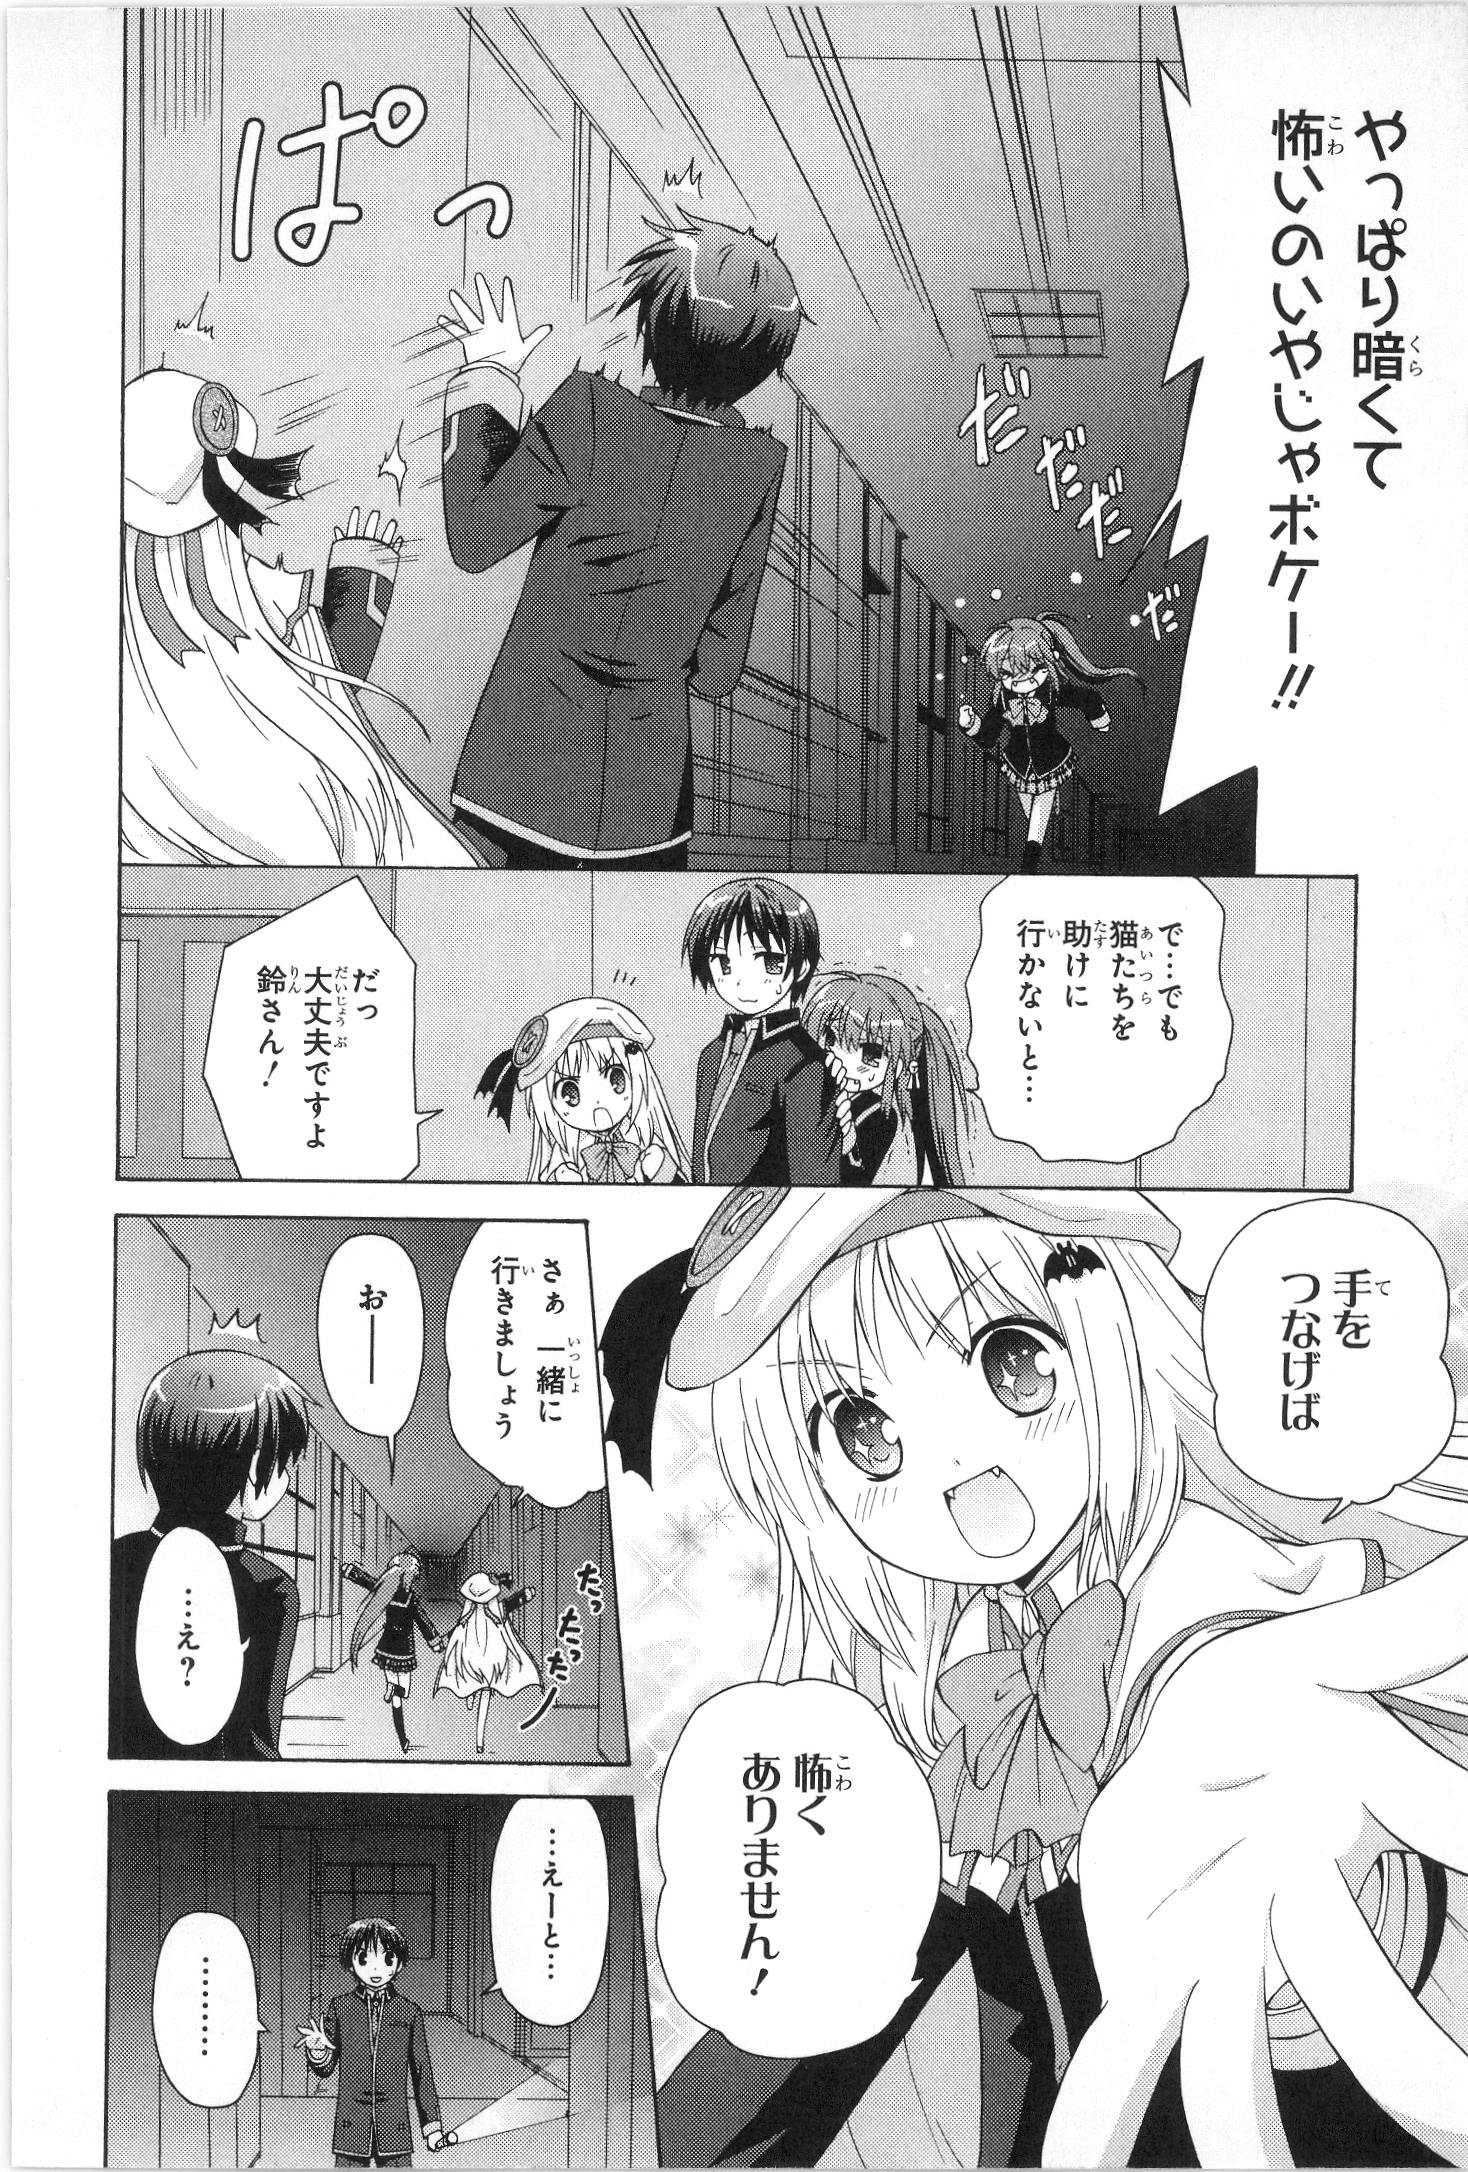 やっぱり暗くて
怖いのいやじゃボケー!!
ぱっ
だだだだ
で…でも
猫たちを
助けに
行かないと…
だっ
大丈夫ですよ
鈴さん！
手を
つなげば
怖く
ありません！
さぁ 一緒に
行きましょう
おー
たったったー
…え？
…えーと…
………